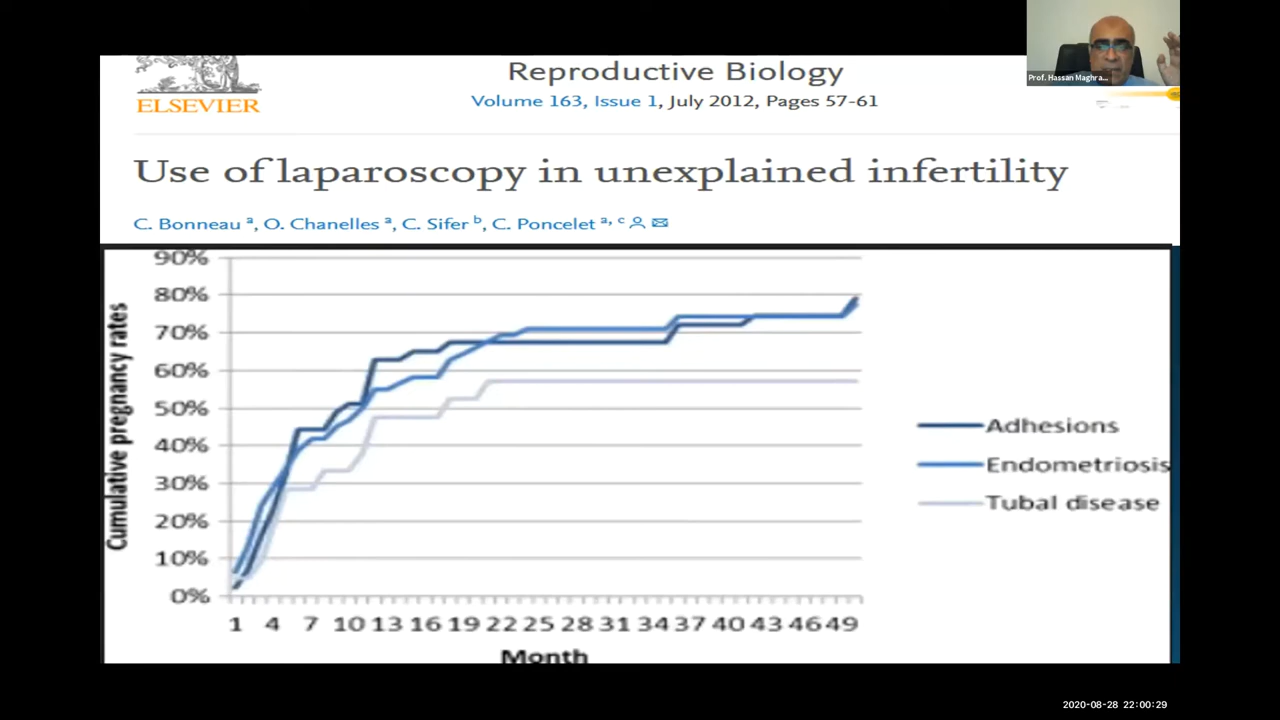 Prof. Hassan Maghra...
ELSEVIER
Reproductive Biology
Volume 163, Issue 1, July 2012, Pages 57-61
Use of laparoscopy in unexplained infertility
C. Bonneau a, O. Chanelles a, C. Sifer b, C. Poncelet a, c
Cumulative pregnancy rates
90%
80%
70%
60%
50%
40%
30%
20%
10%
0%
1 4 7 10 13 16 19 22 25 28 31 34 37 40 43 46 49
Month
Adhesions
Endometriosis
Tubal disease
2020-08-28 22:00:29